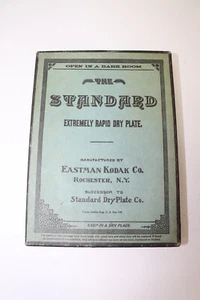 OPEN IN A DARK ROOM
THE
STANDARD
EXTREMELY RAPID DRY PLATE.
MANUFACTURED BY
EASTMAN KODAK CO.
ROCHESTER, N.Y.
SUCCESSOR TO
Standard Dry Plate Co.
KEEP IN A DRY PLACE.